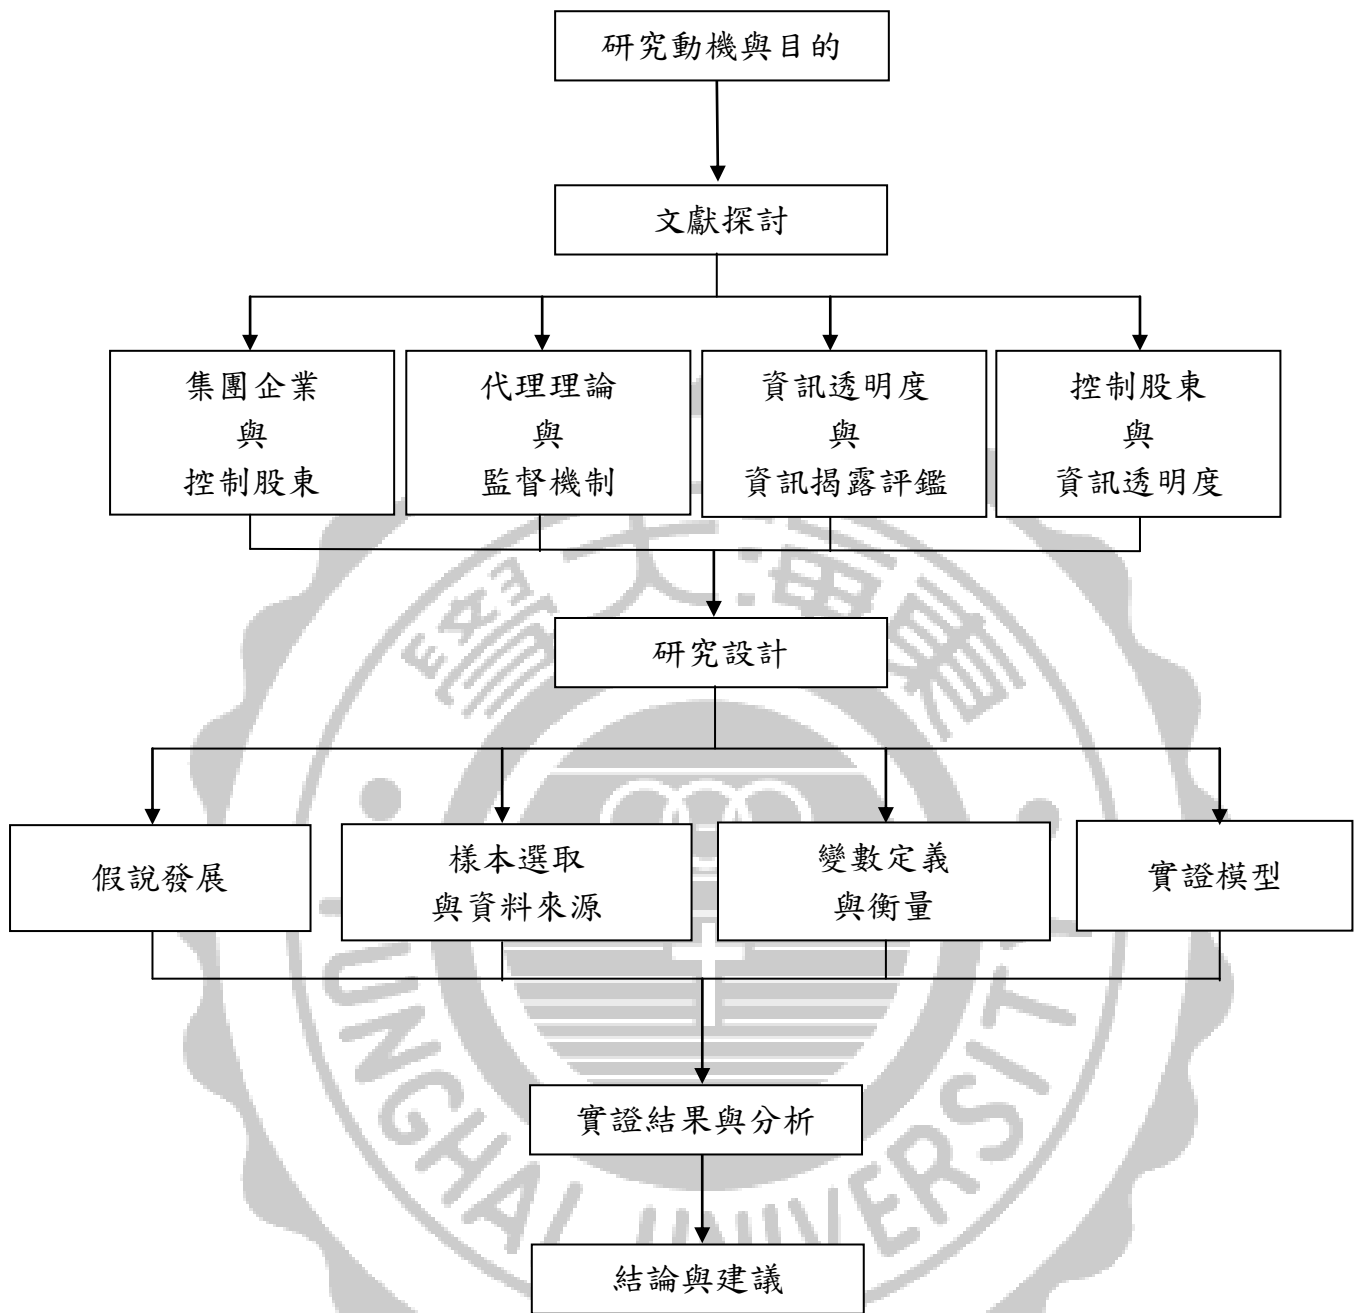 研究動機與目的
文獻探討
集團企業
與
控制股東
代理理論
與
監督機制
資訊透明度
與
資訊揭露評鑑
控制股東
與
資訊透明度
研究設計
假說發展
樣本選取
與資料來源
變數定義
與衡量
實證模型
實證結果與分析
結論與建議